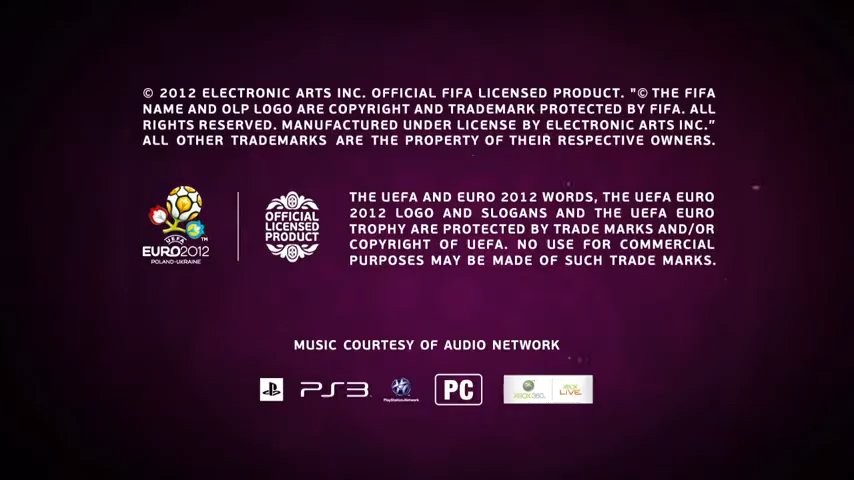 © 2012 ELECTRONIC ARTS INC. OFFICIAL FIFA LICENSED PRODUCT. "© THE FIFA
NAME AND OLP LOGO ARE COPYRIGHT AND TRADEMARK PROTECTED BY FIFA. ALL
RIGHTS RESERVED. MANUFACTURED UNDER LICENSE BY ELECTRONIC ARTS INC."
ALL OTHER TRADEMARKS ARE THE PROPERTY OF THEIR RESPECTIVE OWNERS.
UEFA
EURO2012™
POLAND-UKRAINE
OFFICIAL
LICENSED
PRODUCT
THE UEFA AND EURO 2012 WORDS, THE UEFA EURO
2012 LOGO AND SLOGANS AND THE UEFA EURO
TROPHY ARE PROTECTED BY TRADE MARKS AND/OR
COPYRIGHT OF UEFA. NO USE FOR COMMERCIAL
PURPOSES MAY BE MADE OF SUCH TRADE MARKS.
MUSIC COURTESY OF AUDIO NETWORK
PS3
PlayStation Network
PC
XBOX 360
XBOX
LIVE